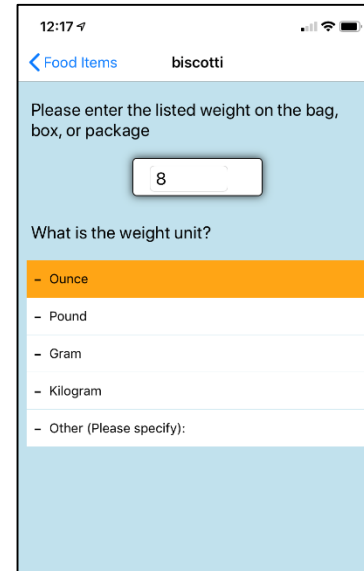 12:17
Food Items biscotti
Please enter the listed weight on the bag,
box, or package
8
What is the weight unit?
– Ounce
– Pound
– Gram
– Kilogram
– Other (Please specify):